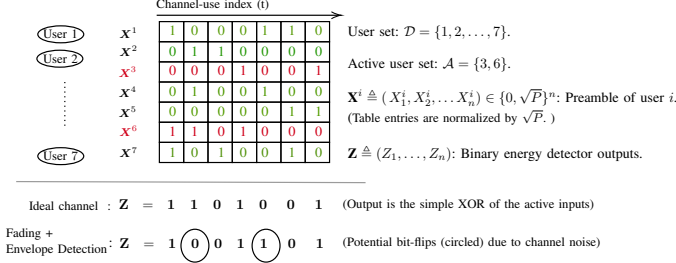 Channel-use index (t)
User 1 X¹ 1 0 0 0 1 1 0
User 2 X² 0 1 1 0 0 0 0
X³ 0 0 0 1 0 0 1
X⁴ 0 1 0 0 1 0 0
X⁵ 0 0 0 0 0 1 1
X⁶ 1 1 0 1 0 0 0
User 7 X⁷ 1 0 1 0 0 1 0
User set: 𝒟 = {1, 2, . . . , 7}.
Active user set: 𝒜 = {3, 6}.
Xⁱ ≜ ( X₁ⁱ, X₂ⁱ, . . . Xₙⁱ) ∈ {0, √P}ⁿ: Preamble of user i.
(Table entries are normalized by √P. )
Z ≜ (Z₁, . . . , Zₙ): Binary energy detector outputs.
Ideal channel : Z = 1 1 0 1 0 0 1 (Output is the simple XOR of the active inputs)
Fading +
Envelope Detection: Z = 1 0 0 1 1 0 1 (Potential bit-flips (circled) due to channel noise)